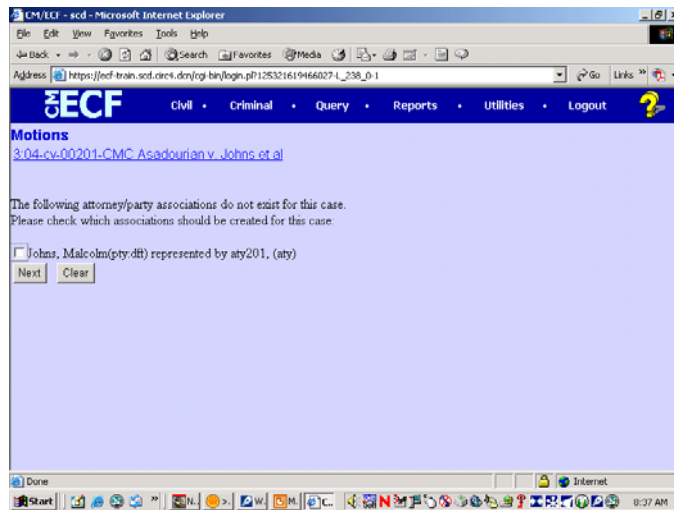 CM/ECF - scd - Microsoft Internet Explorer
File Edit View Favorites Tools Help
Back Search Favorites Media
Address https://ecf-train.scd.circ4.dcn/cgi-bin/login.pl?125321619466027-L_238_0-1 Go Links »
CM ECF Civil • Criminal • Query • Reports • Utilities • Logout ?
Motions
3:04-cv-00201-CMC Asadourian v. Johns et al
The following attorney/party associations do not exist for this case.
Please check which associations should be created for this case:
Johns, Malcolm(pty:dft) represented by aty201, (aty)
Next Clear
Done Internet
Start » N.. >. W.. M. C.. N 8:37 AM